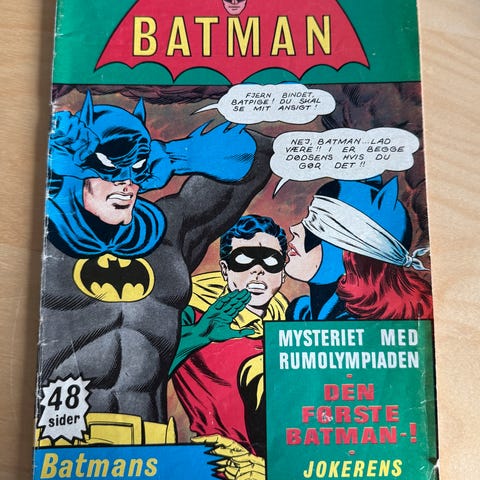 BATMAN
FJERN BINDET,
BATPIGE! DU SKAL
SE MIT ANSIGT!
NEJ, BATMAN...LAD
VÆRE!! I ER BEGGE
DØDSENS HVIS DU
GØR DET!!
MYSTERIET MED
RUMOLYMPIADEN
-
DEN
FØRSTE
BATMAN-!
-
JOKERENS
48
sider
Batmans